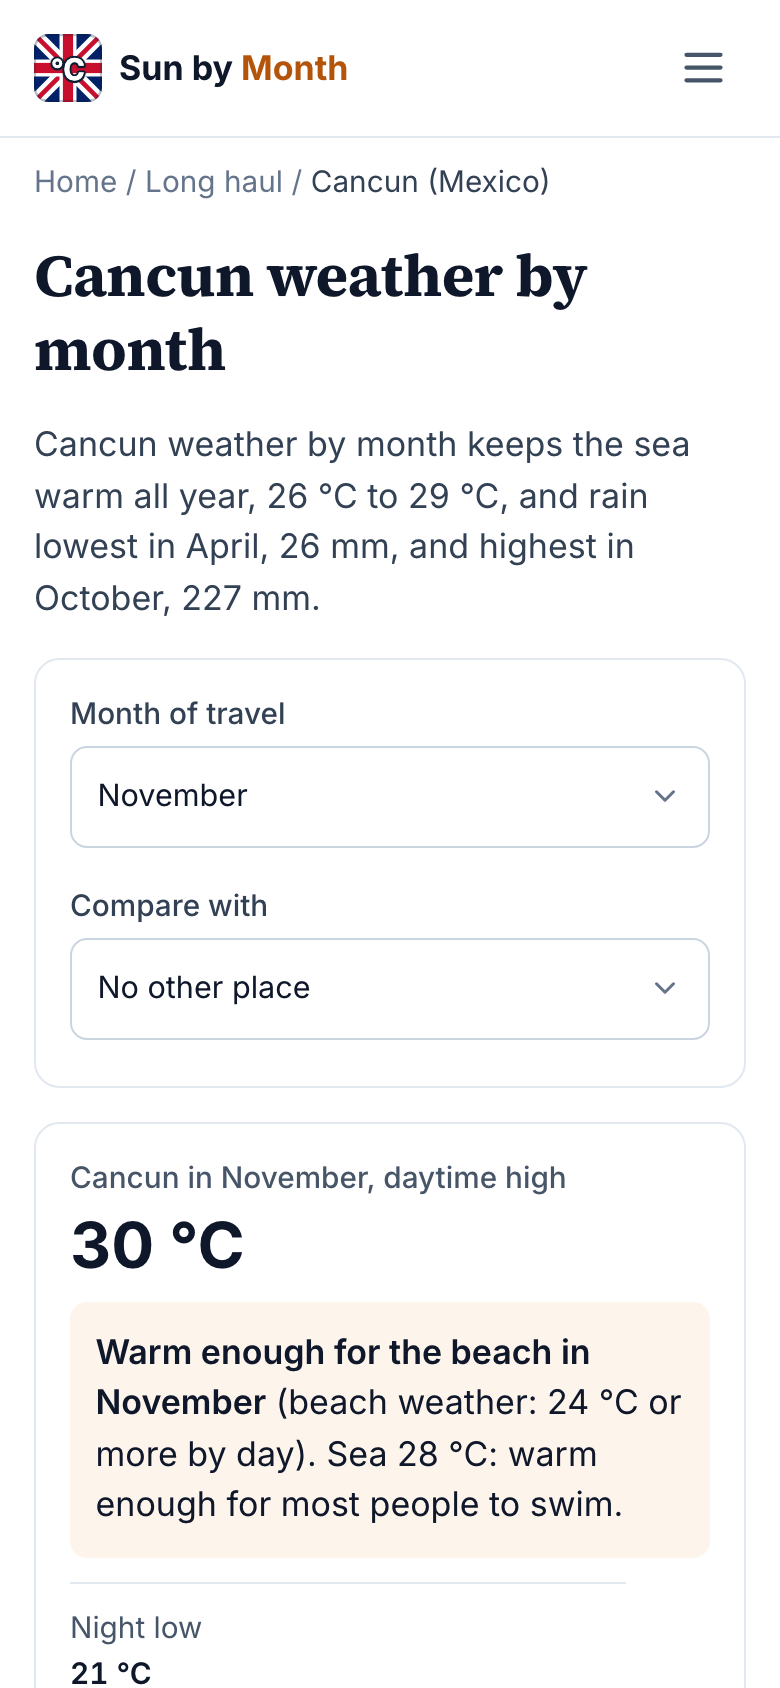 °C
Sun by Month
Home / Long haul / Cancun (Mexico)
Cancun weather by
month
Cancun weather by month keeps the sea
warm all year, 26 °C to 29 °C, and rain
lowest in April, 26 mm, and highest in
October, 227 mm.
Month of travel
November
Compare with
No other place
Cancun in November, daytime high
30 °C
Warm enough for the beach in
November (beach weather: 24 °C or
more by day). Sea 28 °C: warm
enough for most people to swim.
Night low
21 °C